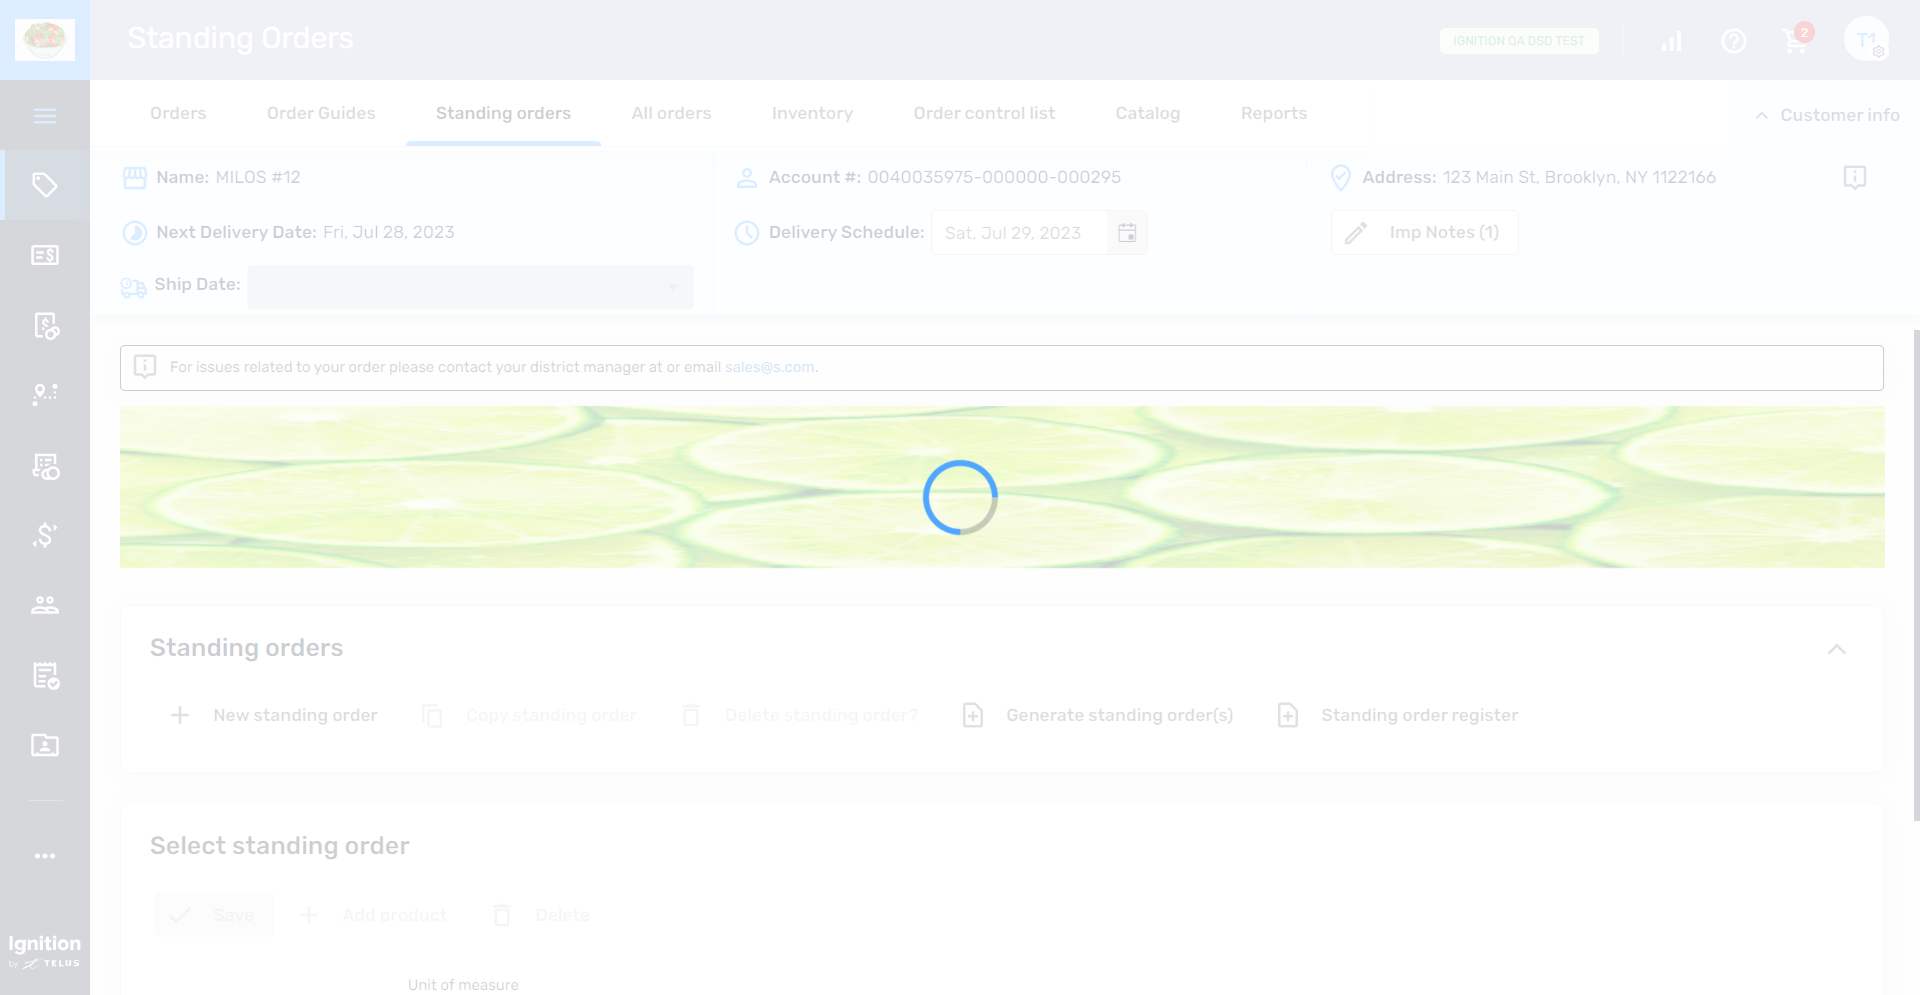 Standing Orders
IGNITION QA DSD TEST
2
T1
Orders
Order Guides
Standing orders
All orders
Inventory
Order control list
Catalog
Reports
Customer info
Name: MILOS #12
Account #: 0040035975-000000-000295
Address: 123 Main St, Brooklyn, NY 1122166
Next Delivery Date: Fri, Jul 28, 2023
Delivery Schedule: Sat, Jul 29, 2023
Imp Notes (1)
Ship Date:
For issues related to your order please contact your district manager at or email sales@s.com.
Standing orders
New standing order
Copy standing order
Delete standing order?
Generate standing order(s)
Standing order register
Select standing order
Save
Add product
Delete
Unit of measure
Ignition
by TELUS